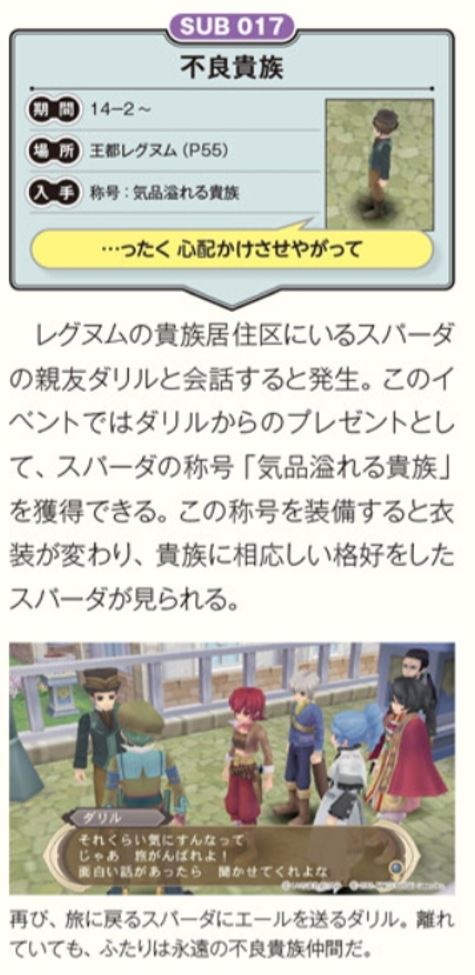 SUB 017
不良貴族
期間 14−2～
場所 王都レグヌム（P55）
入手 称号：気品溢れる貴族
…ったく 心配かけさせやがって
レグヌムの貴族居住区にいるスパーダ
の親友ダリルと会話すると発生。このイ
ベントではダリルからのプレゼントとし
て、スパーダの称号「気品溢れる貴族」
を獲得できる。この称号を装備すると衣
装が変わり、貴族に相応しい格好をした
スパーダが見られる。
ダリル
それくらい気にすんなって
じゃあ 旅がんばれよ！
面白い話があったら 聞かせてくれよな
再び、旅に戻るスパーダにエールを送るダリル。離れ
ていても、ふたりは永遠の不良貴族仲間だ。